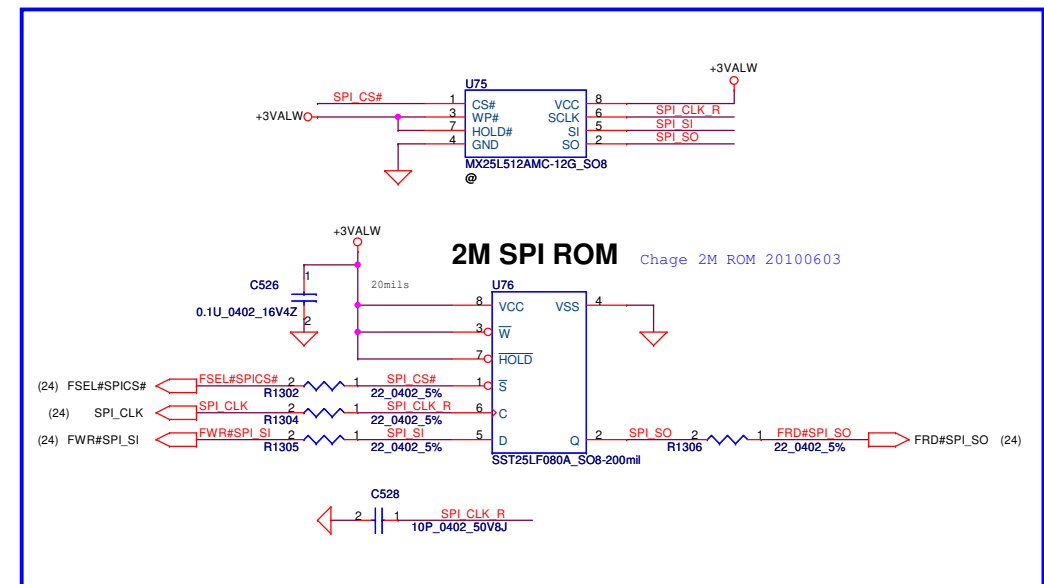 +3VALW
U75
SPI_CS# 1 CS# VCC 8
+3VALW 3 WP# SCLK 6 SPI_CLK_R
7 HOLD# SI 5 SPI_SI
4 GND SO 2 SPI_SO
MX25L512AMC-12G_SO8
@
+3VALW
2M SPI ROM Chage 2M ROM 20100603
C526 1 20mils U76
0.1U_0402_16V4Z 2
8 VCC VSS 4
3 W
7 HOLD
(24) FSEL#SPICS# FSEL#SPICS# 2 1 SPI_CS# 1 S
R1302 22_0402_5%
(24) SPI_CLK SPI_CLK 2 1 SPI_CLK_R 6 C
R1304 22_0402_5%
(24) FWR#SPI_SI FWR#SPI_SI 2 1 SPI_SI 5 D Q 2 SPI_SO 2 1 FRD#SPI_SO FRD#SPI_SO (24)
R1305 22_0402_5% R1306 22_0402_5%
SST25LF080A_SO8-200mil
C528
2 1 SPI_CLK_R
10P_0402_50V8J